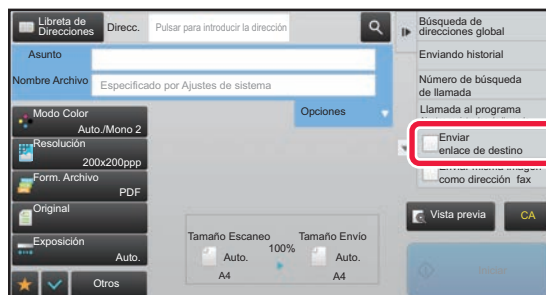 Libreta de
Direcciones
Direcc.
Pulsar para introducir la dirección
Asunto
Nombre Archivo
Especificado por Ajustes de sistema
Opciones
Modo Color
Auto./Mono 2
Resolución
200x200ppp
Form. Archivo
PDF
Original
Exposición
Auto.
Otros
Tamaño Escaneo
100%
Tamaño Envío
Auto.
A4
Auto.
A4
Búsqueda de
direcciones global
Enviando historial
Número de búsqueda
de llamada
Llamada al programa
Enviar
enlace de destino
Enviar misma imagen
como dirección fax
Vista previa
CA